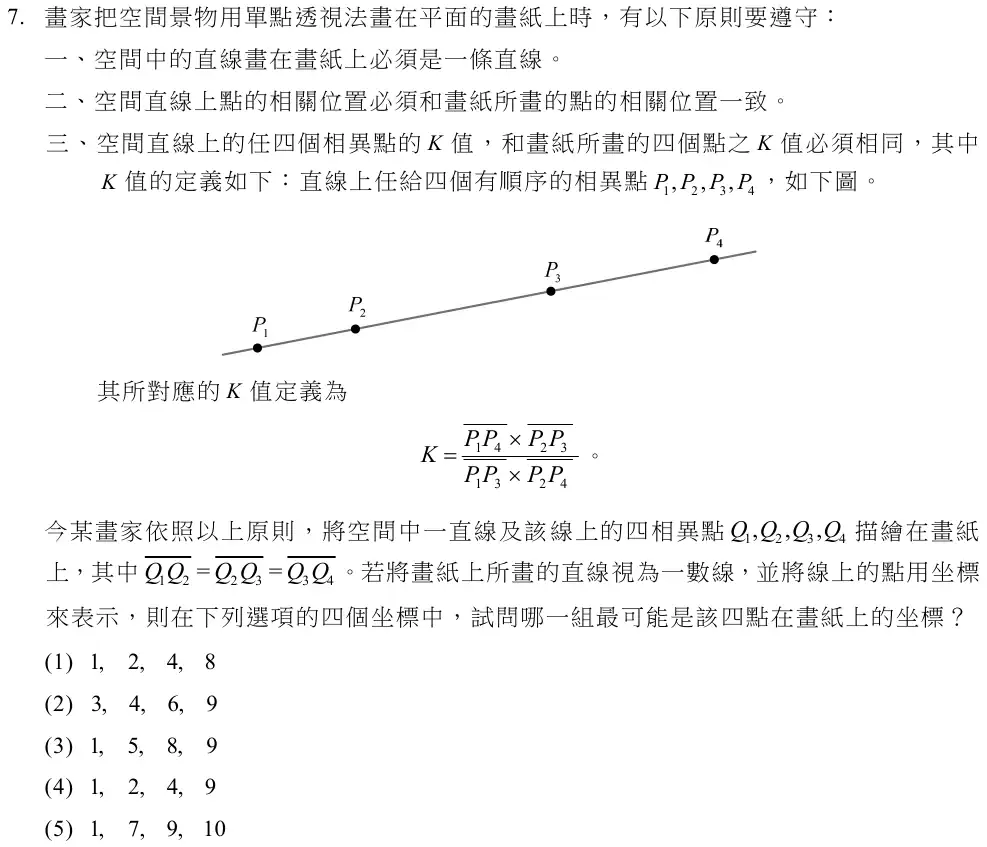 7. 畫家把空間景物用單點透視法畫在平面的畫紙上時，有以下原則要遵守：
一、空間中的直線畫在畫紙上必須是一條直線。
二、空間直線上點的相關位置必須和畫紙所畫的點的相關位置一致。
三、空間直線上的任四個相異點的 K 值，和畫紙所畫的四個點之 K 值必須相同，其中
K 值的定義如下：直線上任給四個有順序的相異點 P₁,P₂,P₃,P₄，如下圖。
P₄
P₃
P₂
P₁
其所對應的 K 值定義為
K = (P̅₁P̅₄ × P̅₂P̅₃) / (P̅₁P̅₃ × P̅₂P̅₄)。
今某畫家依照以上原則，將空間中一直線及該線上的四相異點 Q₁,Q₂,Q₃,Q₄ 描繪在畫紙
上，其中 Q̅₁Q̅₂ = Q̅₂Q̅₃ = Q̅₃Q̅₄。若將畫紙上所畫的直線視為一數線，並將線上的點用坐標
來表示，則在下列選項的四個坐標中，試問哪一組最可能是該四點在畫紙上的坐標？
(1) 1, 2, 4, 8
(2) 3, 4, 6, 9
(3) 1, 5, 8, 9
(4) 1, 2, 4, 9
(5) 1, 7, 9, 10